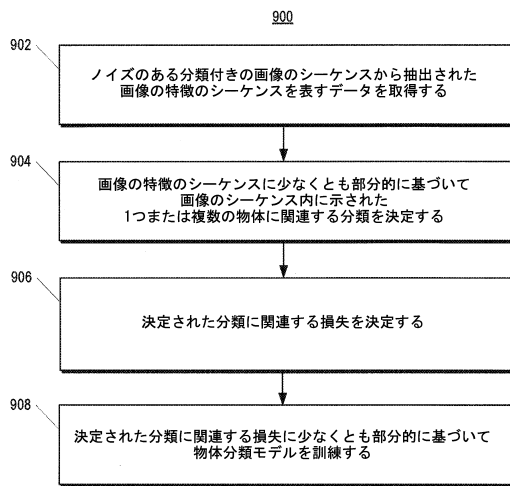 900
902
ノイズのある分類付きの画像のシーケンスから抽出された
画像の特徴のシーケンスを表すデータを取得する
904
画像の特徴のシーケンスに少なくとも部分的に基づいて
画像のシーケンス内に示された
1つまたは複数の物体に関連する分類を決定する
906
決定された分類に関連する損失を決定する
908
決定された分類に関連する損失に少なくとも部分的に基づいて
物体分類モデルを訓練する